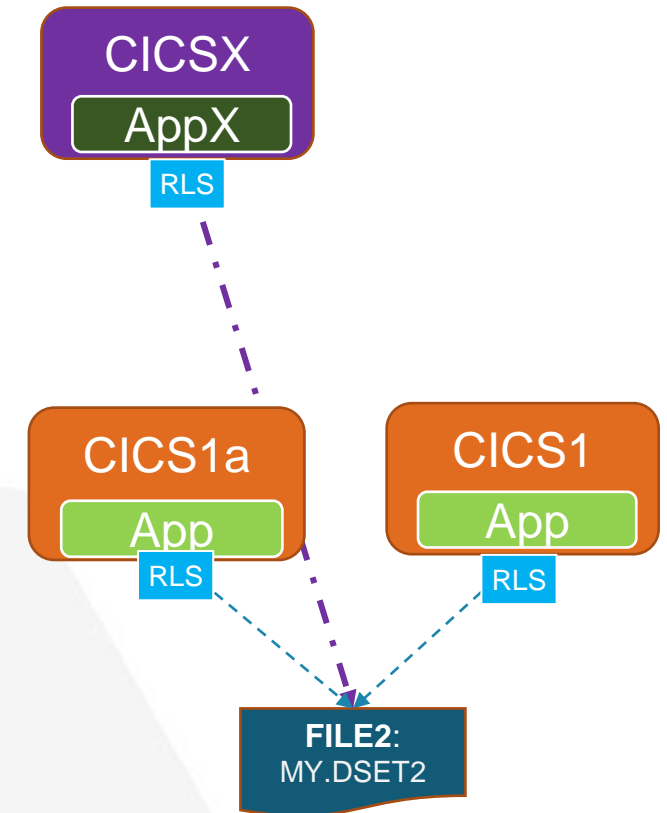 CICSX
AppX
RLS
CICS1a
App
RLS
CICS1
App
RLS
FILE2:
MY.DSET2